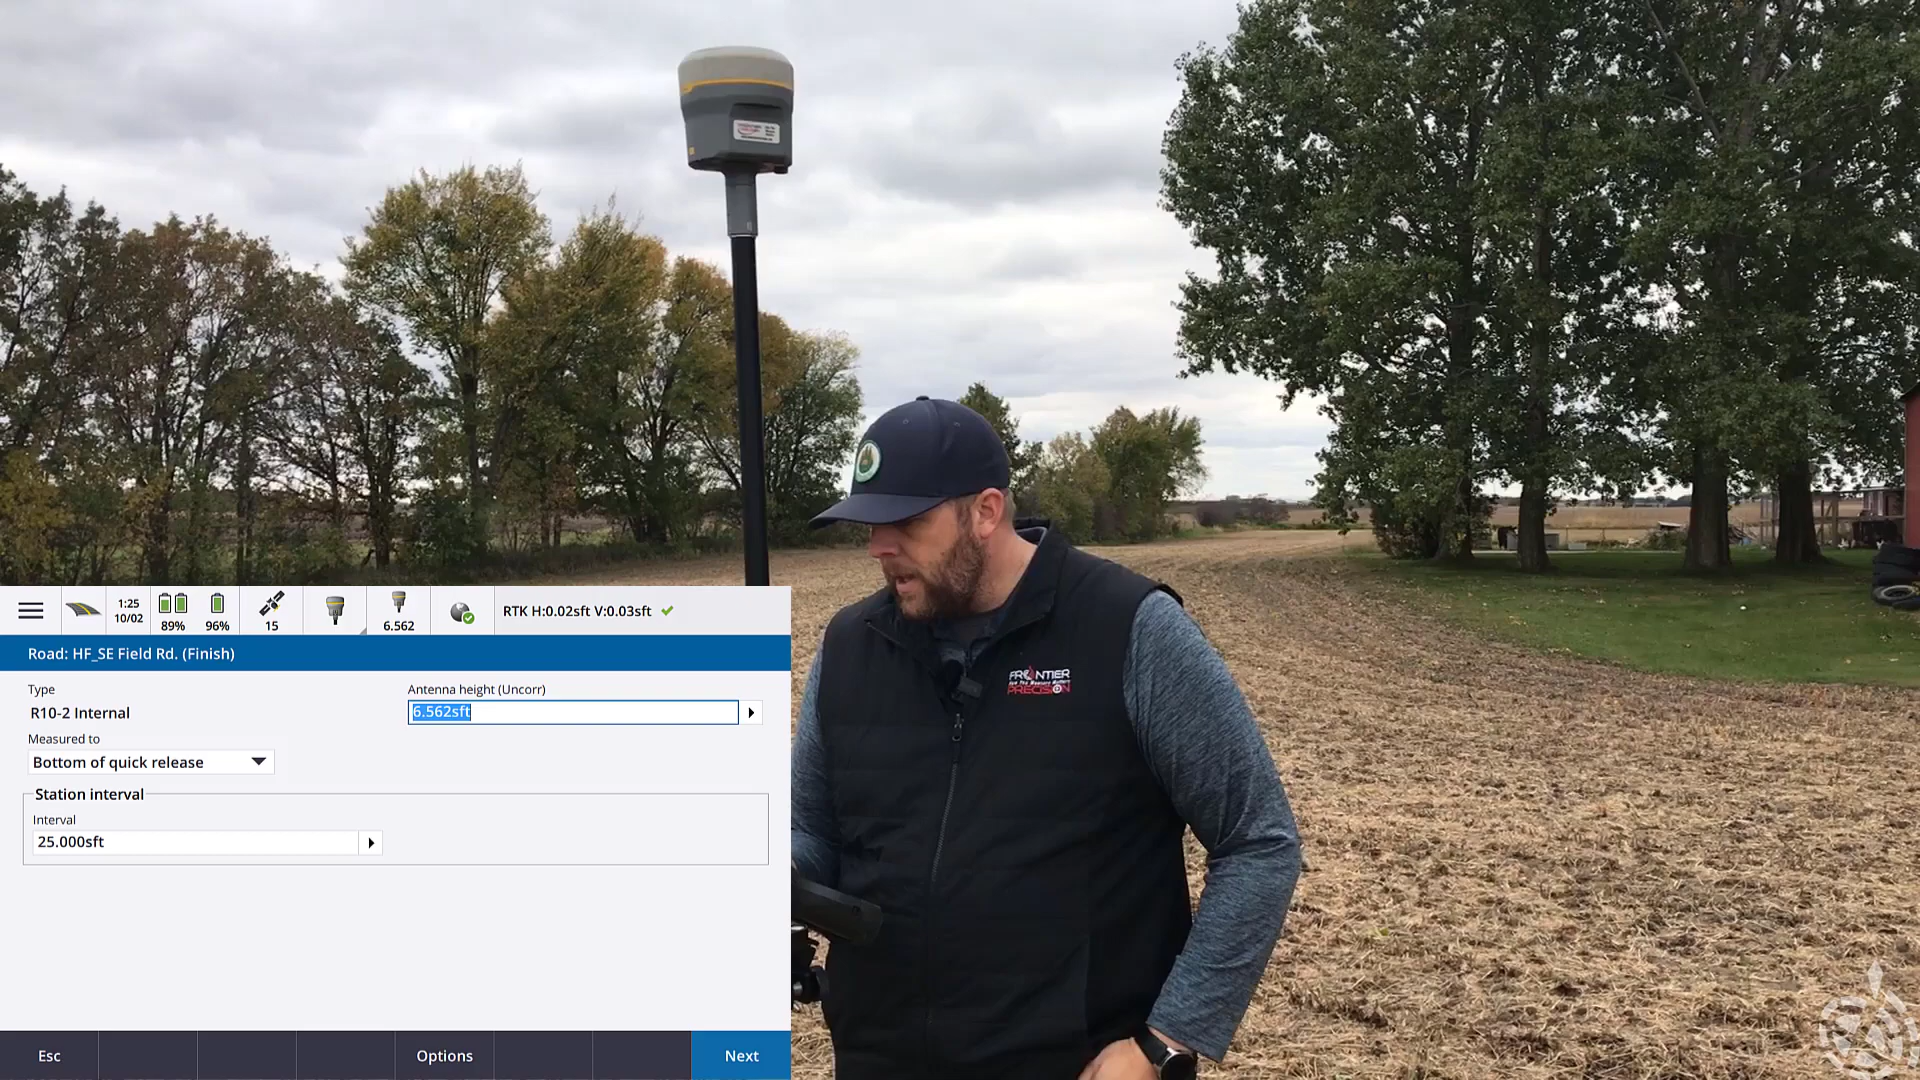 1:25
10/02
89%
96%
15
6.562
RTK H:0.02sft V:0.03sft
Road: HF_SE Field Rd. (Finish)
Type
Antenna height (Uncorr)
R10-2 Internal
6.562sft
Measured to
Bottom of quick release
Station interval
Interval
25.000sft
Esc
Options
Next
FRONTIER
PRECISION